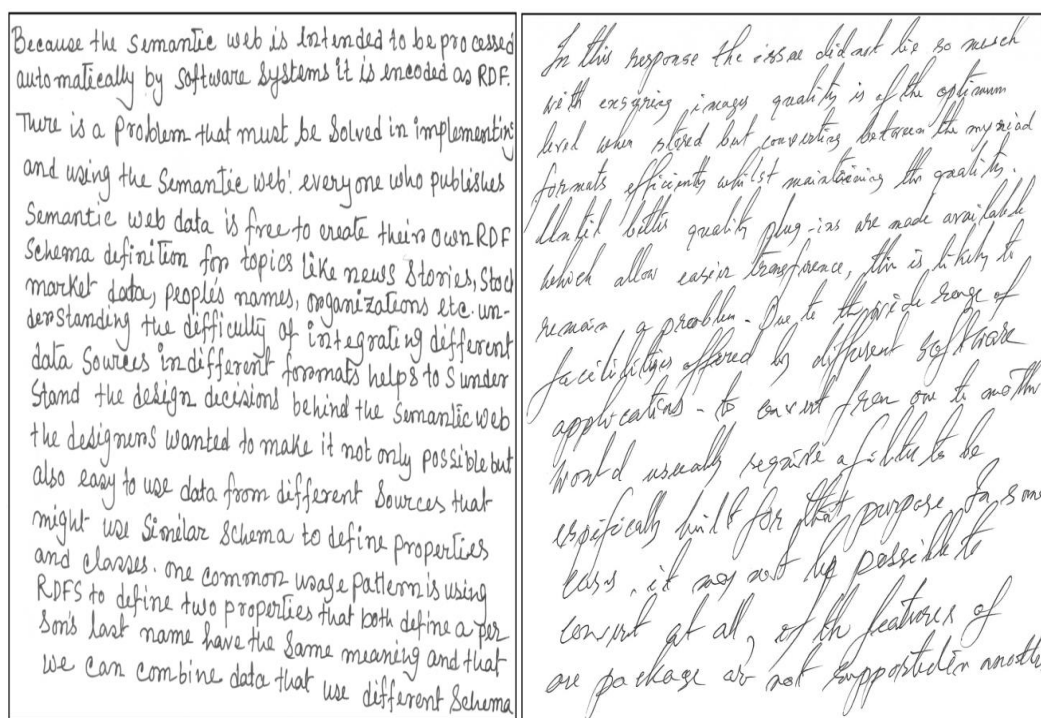 Because the semantic web is intended to be processed
automatically by software systems it is encoded as RDF.
There is a problem that must be solved in implementing
and using the semantic web: everyone who publishes
semantic web data is free to create their own RDF
schema definition for topics like news stories, stock
market data, people's names, organizations etc. un-
derstanding the difficulty of integrating different
data sources in different formats helps to s under
stand the design decisions behind the semantic web
the designers wanted to make it not only possible but
also easy to use data from different sources that
might use similar schema to define properties
and classes. one common usage pattern is using
RDFS to define two properties that both define a per
son's last name have the same meaning and that
we can combine data that use different schema
In this response the issue did not lie so much
with ensuring images quality is of the optimum
level when stored but converting between the myriad
formats efficiently whilst maintaining the quality.
Until better quality plug-ins are made available
which allow easier transference, this is likely to
remain a problem. Due to the wide range of
facilities offered by different software
applications - to convert from one to another
would usually require a filter to be
built for that purpose. In some
cases, it may not be possible to
convert at all, if the features of
one package are not supported in another